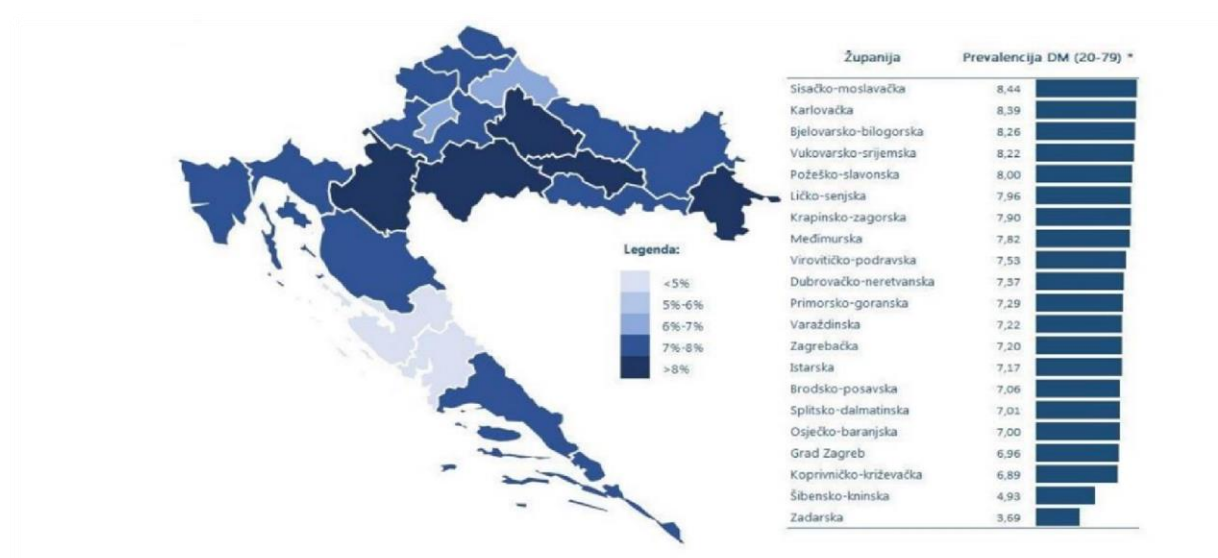 Županija Prevalencija DM (20-79) *
Sisačko-moslavačka 8,44
Karlovačka 8,39
Bjelovarsko-bilogorska 8,26
Vukovarsko-srijemska 8,22
Požeško-slavonska 8,00
Ličko-senjska 7,96
Krapinsko-zagorska 7,90
Međimurska 7,82
Virovitičko-podravska 7,53
Dubrovačko-neretvanska 7,37
Primorsko-goranska 7,29
Varaždinska 7,22
Zagrebačka 7,20
Istarska 7,17
Brodsko-posavska 7,06
Splitsko-dalmatinska 7,01
Osječko-baranjska 7,00
Grad Zagreb 6,96
Koprivničko-križevačka 6,89
Šibensko-kninska 4,93
Zadarska 3,69
Legenda:
<5%
5%-6%
6%-7%
7%-8%
>8%